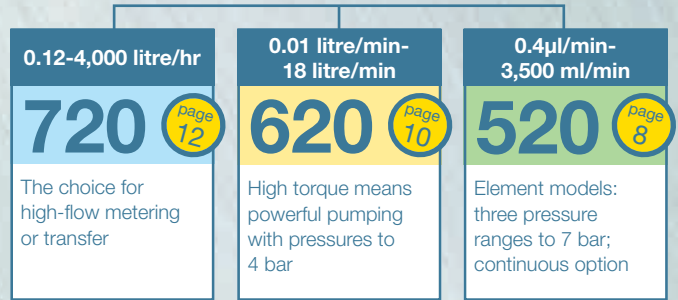 0.12-4,000 litre/hr
720
page
12
The choice for
high-flow metering
or transfer
0.01 litre/min-
18 litre/min
620
page
10
High torque means
powerful pumping
with pressures to
4 bar
0.4µl/min-
3,500 ml/min
520
page
8
Element models:
three pressure
ranges to 7 bar;
continuous option